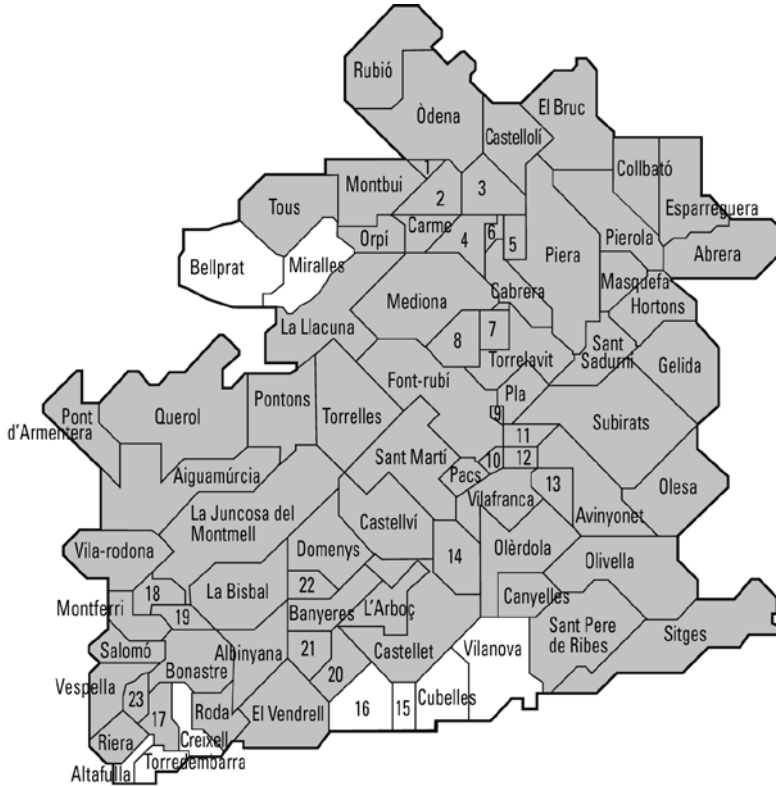 Rubió
Òdena
El Bruc
Castellolí
Collbató
1
Montbui
2
3
Tous
Esparreguera
Carme
6
Orpí
4
5
Pierola
Abrera
Piera
Bellprat
Miralles
Masquefa
Cabrera
Mediona
Hortons
La Llacuna
7
8
Sant
Sadurní
Torrelavit
Gelida
Font-rubí
Pont
d'Armentera
Querol
Pontons
Torrelles
Pla
9
Subirats
11
Sant Martí
10
12
Aiguamúrcia
Pacs
13
Olesa
Vilafranca
La Juncosa del
Montmell
Avinyonet
Castellví
Vila-rodona
Domenys
14
Olèrdola
Olivella
18
La Bisbal
22
Canyelles
Montferri
19
Banyeres
L'Arboç
Sant Pere
de Ribes
Sitges
Salomó
Albinyana
21
Castellet
Vilanova
Bonastre
20
Vespella
23
Cubelles
17
Roda
El Vendrell
16
15
Riera
Creixell
Torredembarra
Altafulla